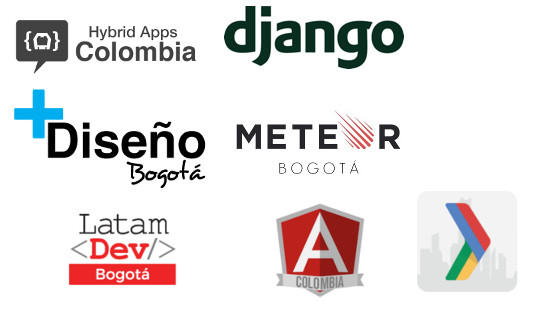 { }
Hybrid Apps
Colombia
django
+Diseño
Bogotá
METEOR
BOGOTÁ
Latam
<Dev/>
Bogotá
A
COLOMBIA